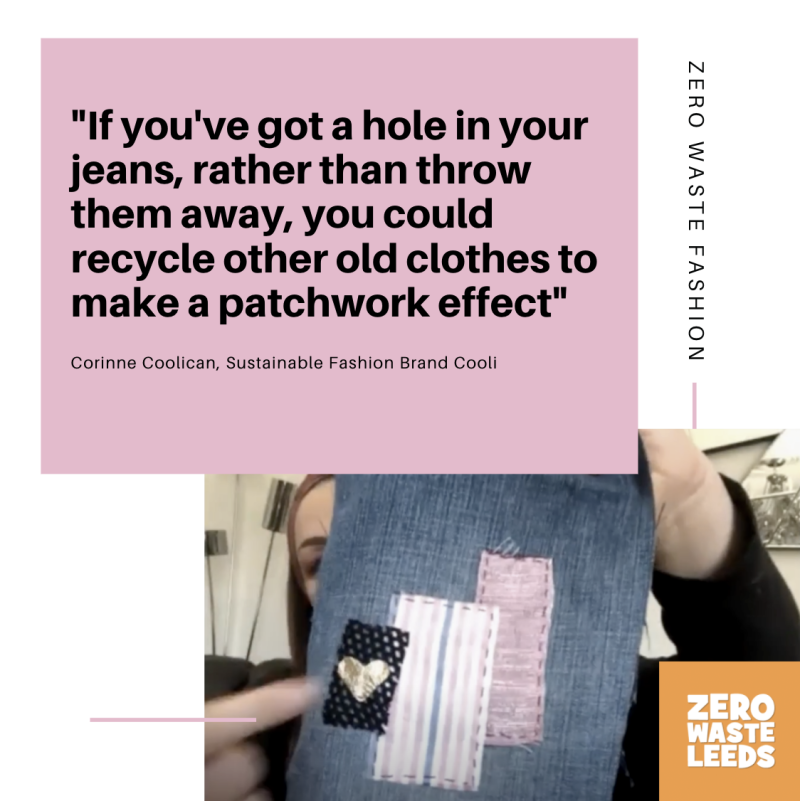 "If you've got a hole in your
jeans, rather than throw
them away, you could
recycle other old clothes to
make a patchwork effect"
Corinne Coolican, Sustainable Fashion Brand Cooli
ZERO WASTE FASHION
ZERO
WASTE
LEEDS